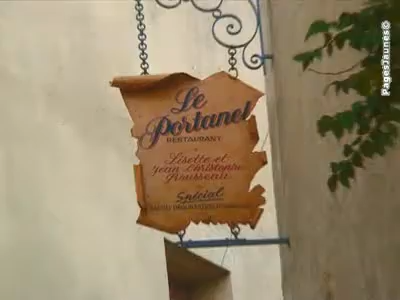 Le
Portanel
RESTAURANT
Lisette et
Jean-Christophe
Rousseau
Spécial
PagesJaunes©